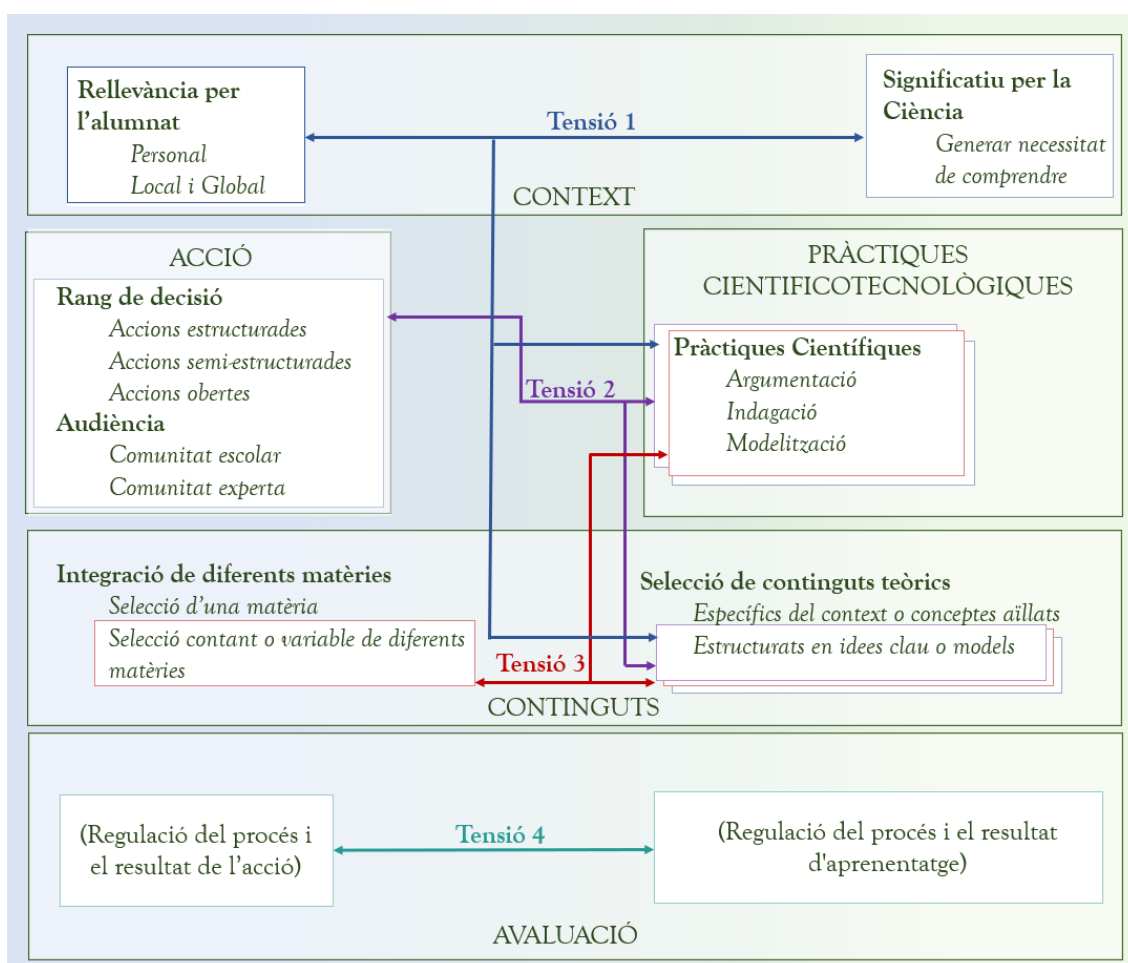 Rellevància per
l'alumnat
Personal
Local i Global
Tensió 1
Significatiu per la
Ciència
Generar necessitat
de comprendre
CONTEXT
ACCIÓ
Rang de decisió
Accions estructurades
Accions semi-estructurades
Accions obertes
Audiència
Comunitat escolar
Comunitat experta
Tensió 2
PRÀCTIQUES
CIENTIFICOTECNOLÒGIQUES
Pràctiques Científiques
Argumentació
Indagació
Modelització
Integració de diferents matèries
Selecció d'una matèria
Selecció contant o variable de diferents
matèries
Tensió 3
Selecció de continguts teòrics
Específics del context o conceptes aïllats
Estructurats en idees clau o models
CONTINGUTS
(Regulació del procés i
el resultat de l'acció)
Tensió 4
(Regulació del procés i el resultat
d'aprenentatge)
AVALUACIÓ